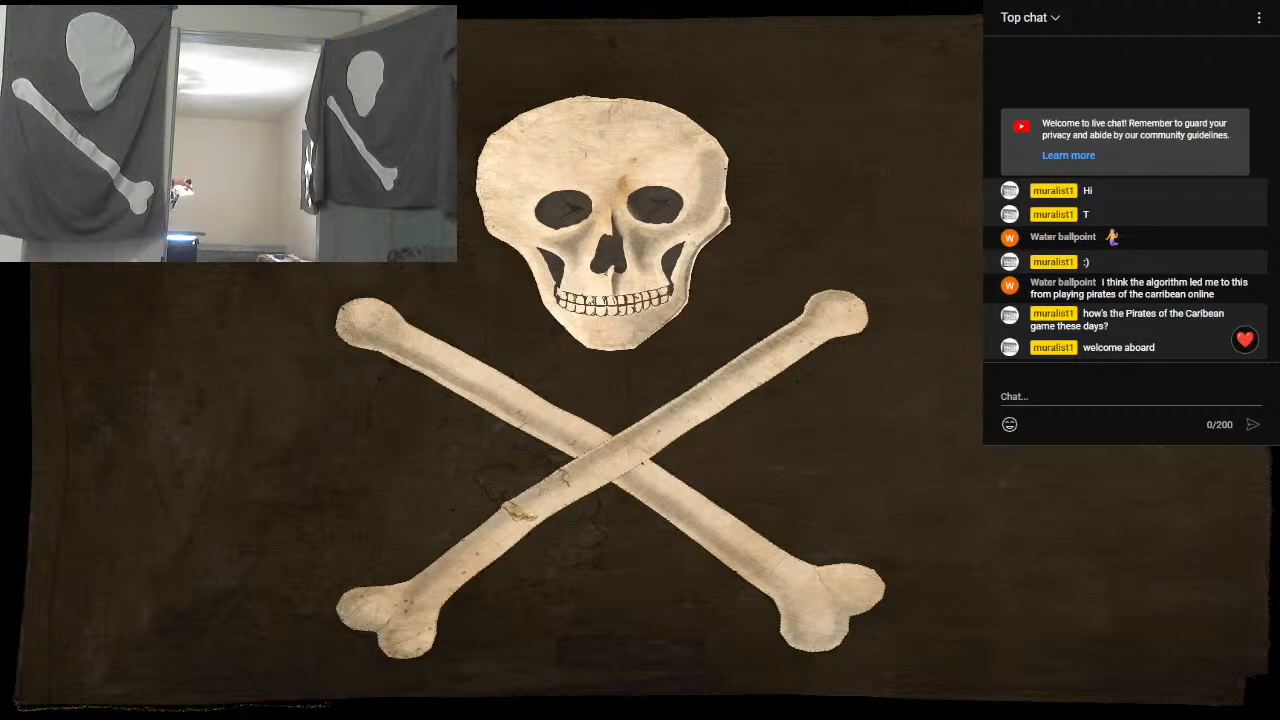 Top chat
Welcome to live chat! Remember to guard your
privacy and abide by our community guidelines.
Learn more
muralist1 Hi
muralist1 T
W Water ballpoint
muralist1 :)
W Water ballpoint I think the algorithm led me to this
from playing pirates of the carribean online
muralist1 how's the Pirates of the Caribean
game these days?
muralist1 welcome aboard
Chat...
0/200